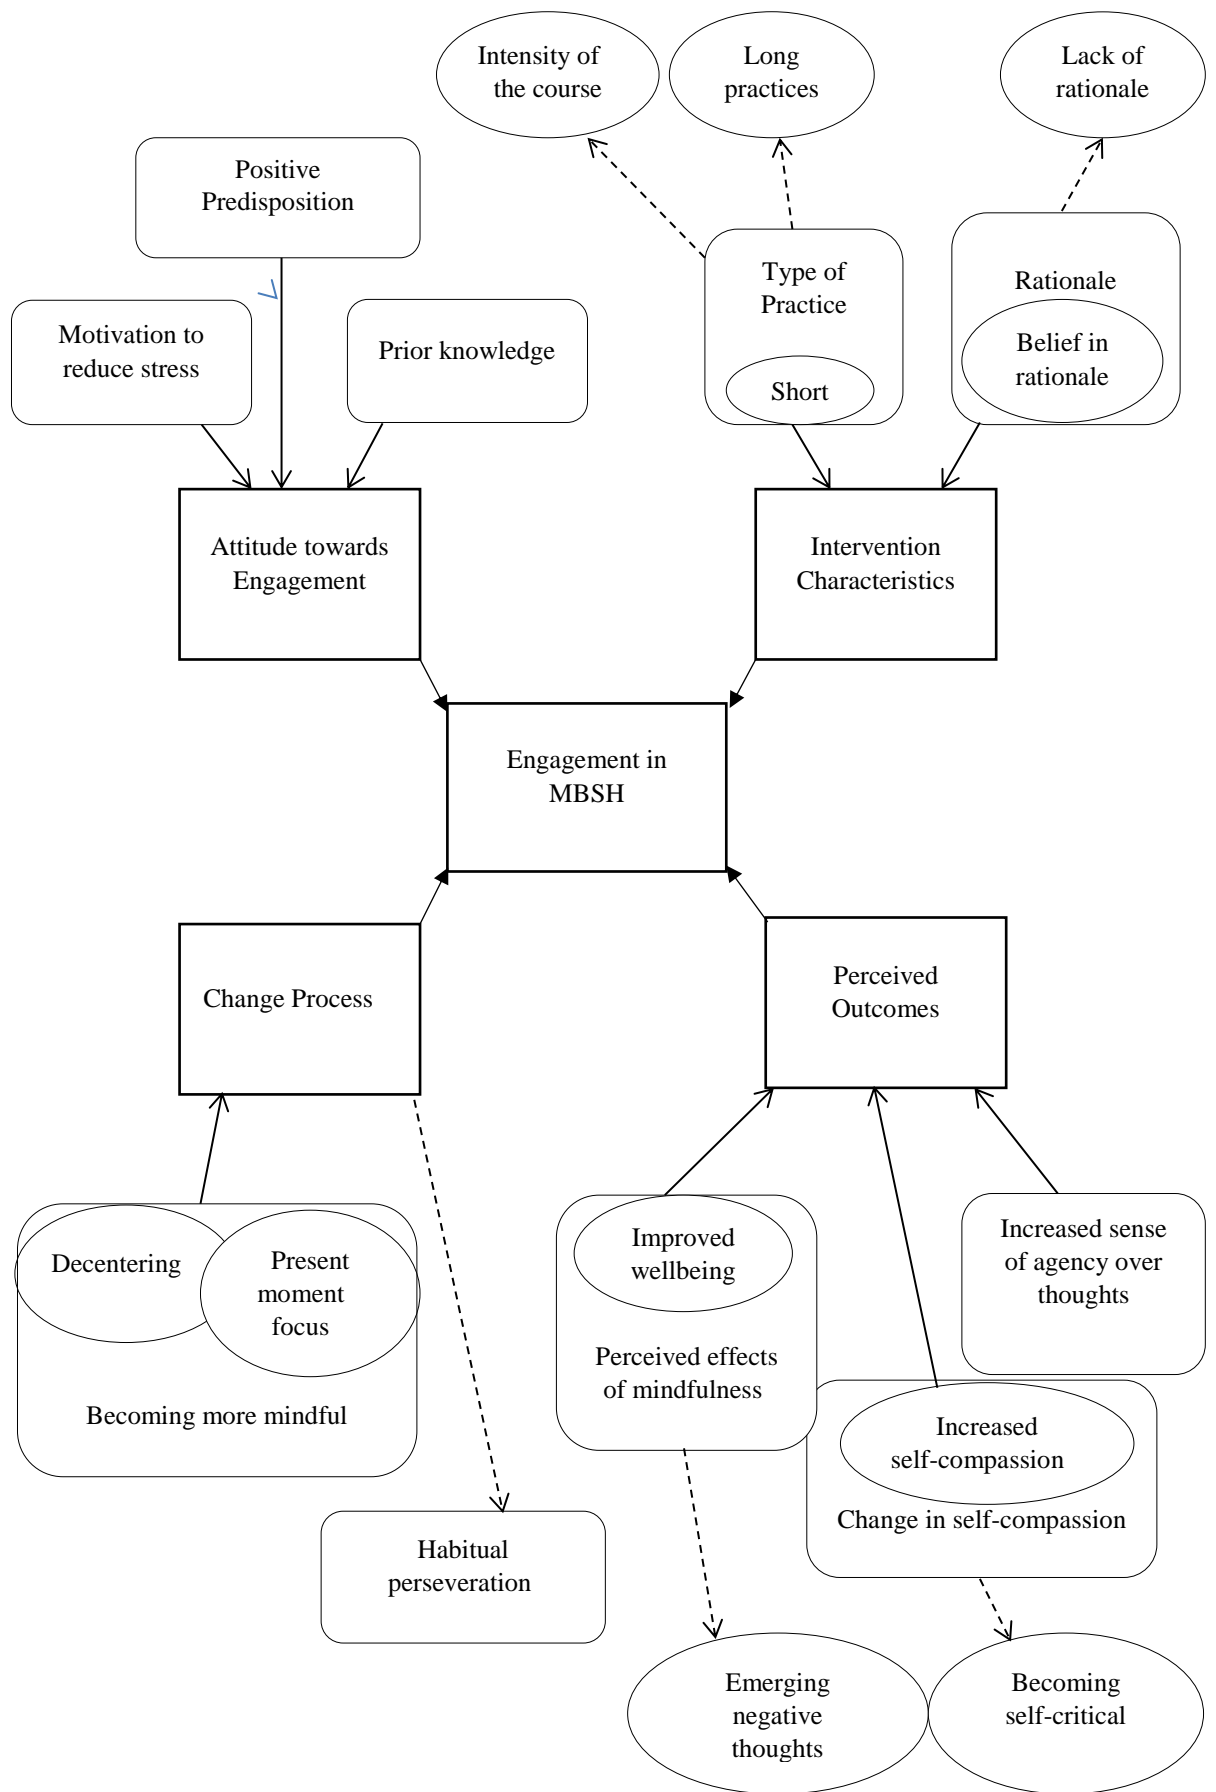 Intensity of
the course
Long
practices
Lack of
rationale
Positive
Predisposition
Type of
Practice
Rationale
Motivation to
reduce stress
Prior knowledge
Belief in
rationale
Short
Attitude towards
Engagement
Intervention
Characteristics
Engagement in
MBSH
Change Process
Perceived
Outcomes
Decentering
Present
moment
focus
Becoming more mindful
Improved
wellbeing
Perceived effects
of mindfulness
Increased sense
of agency over
thoughts
Increased
self-compassion
Change in self-compassion
Habitual
perseveration
Emerging
negative
thoughts
Becoming
self-critical